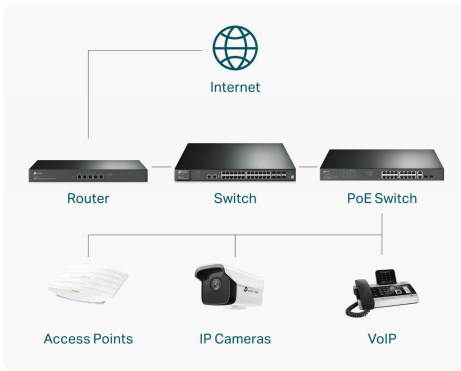 Internet
Router
Switch
PoE Switch
Access Points
IP Cameras
VoIP